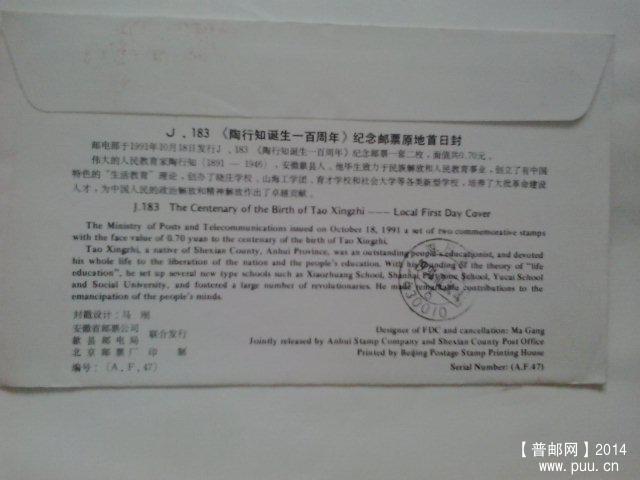 J.183 《陶行知诞生一百周年》纪念邮票原地首日封
邮电部于1991年10月18日发行J.183 《陶行知诞生一百周年》纪念邮票一套二枚，面值共0.70元。
伟大的人民教育家陶行知（1891—1946），安徽歙县人。他毕生致力于民族解放和人民教育事业，创立了有中国
特色的“生活教育”理论，创办了晓庄学校、山海工学团、育才学校和社会大学等各类新型学校，培养了大批革命建设
人才，为中国人民的政治解放和精神解放作出了卓越贡献。
J.183 The Centenary of the Birth of Tao Xingzhi —— Local First Day Cover
The Ministry of Posts and Telecommunications issued on October 18, 1991 a set of two commemorative stamps
with the face value of 0.70 yuan to the centenary of the birth of Tao Xingzhi.
Tao Xingzhi, a native of Shexian County, Anhui Province, was an outstanding people's educationist, and devoted
his whole life to the liberation of the nation and the people's education. With his founding of the theory of "life
education", he set up several new type schools such as Xiaozhuang School, Shanhai School, Yucai School
and Social University, and fostered a large number of revolutionaries. He made remarkable contributions to the
emancipation of the people's minds.
封戳设计：马刚
安徽省邮票公司
歙县邮电局 联合发行
北京邮票厂印制
编号：（A.F.47）
Designer of FDC and cancellation: Ma Gang
Jointly released by Anhui Stamp Company and Shexian County Post Office
Printed by Beijing Postage Stamp Printing House
Serial Number: (A.F.47)
230010
【普邮网】2014
www.puu.cn